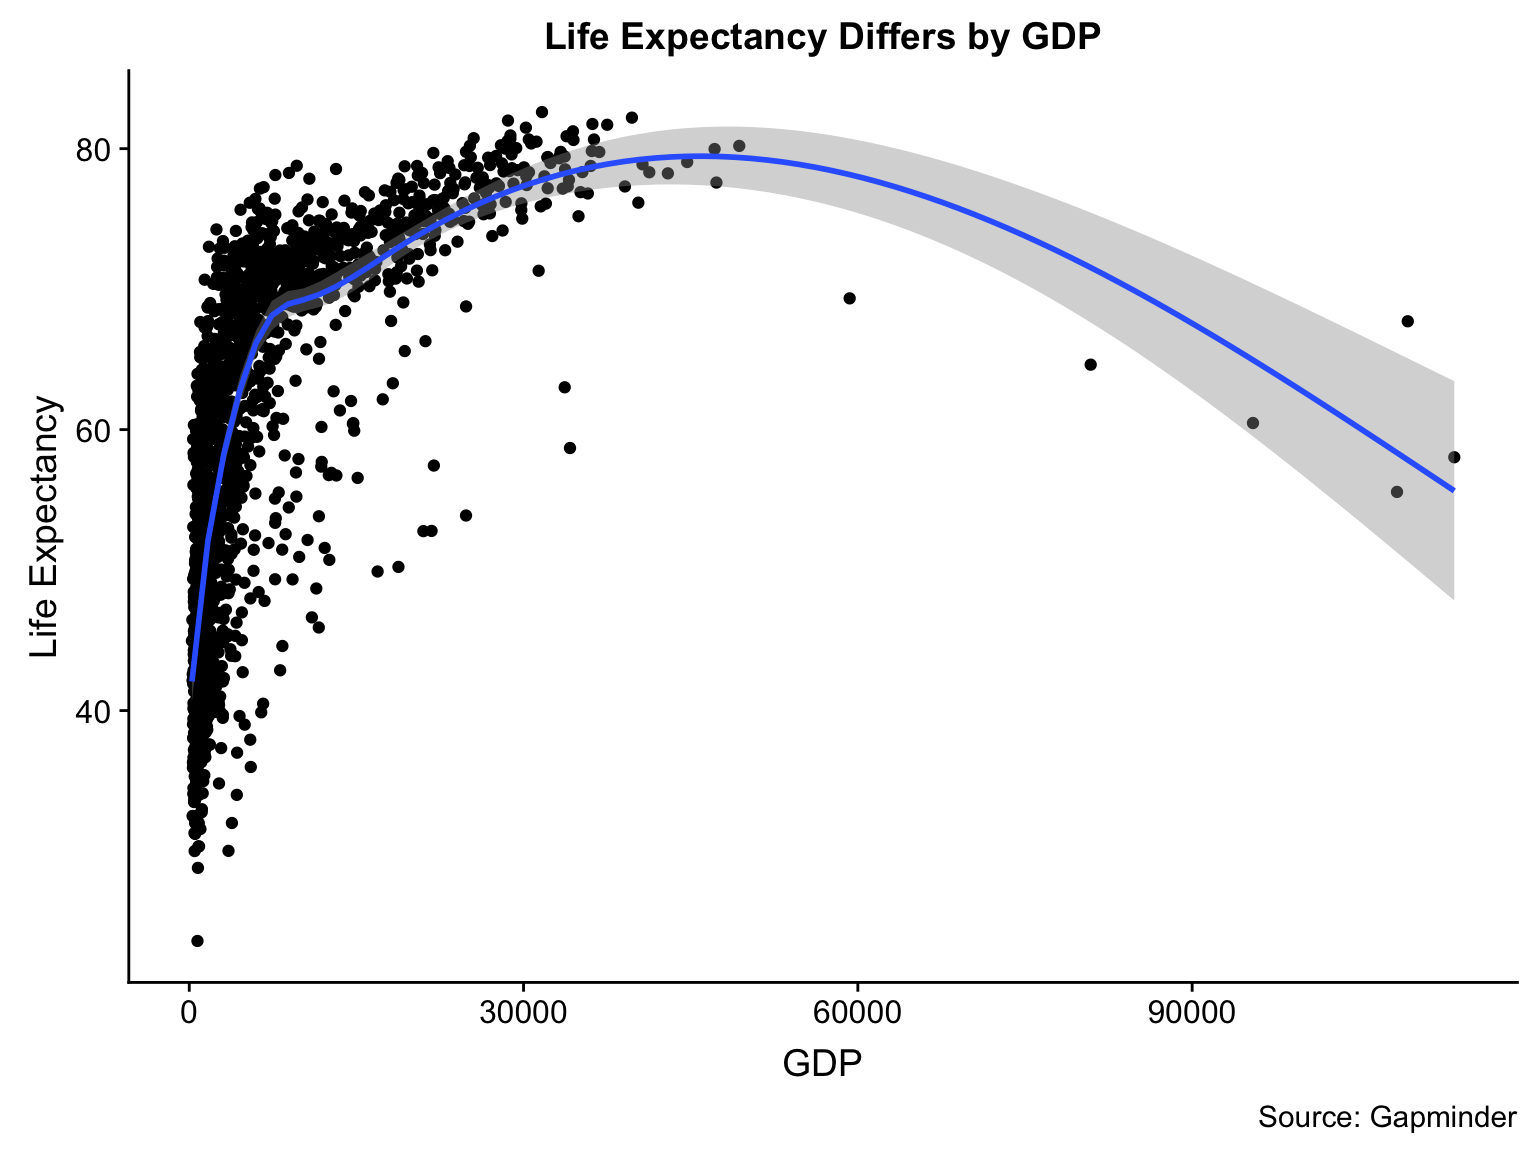 Life Expectancy Differs by GDP
80
60
40
Life Expectancy
0 30000 60000 90000
GDP
Source: Gapminder